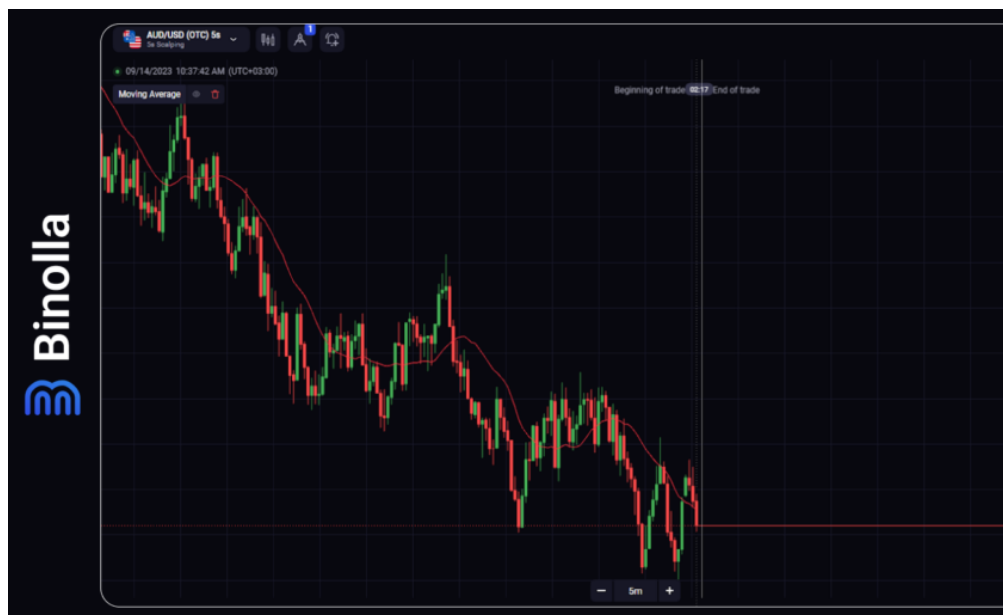 AUD/USD (OTC) 5s
5s Scalping
1
09/14/2023 10:37:42 AM (UTC+03:00)
Moving Average
Beginning of trade 02:17 End of trade
Binolla
− 5m +